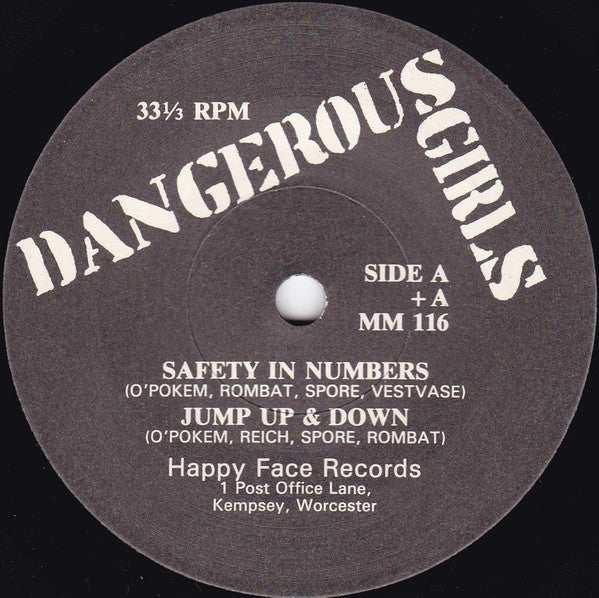 DANGEROUS GIRLS
33⅓ RPM
SIDE A
+ A
MM 116
SAFETY IN NUMBERS
(O'POKEM, ROMBAT, SPORE, VESTVASE)
JUMP UP & DOWN
(O'POKEM, REICH, SPORE, ROMBAT)
Happy Face Records
1 Post Office Lane,
Kempsey, Worcester